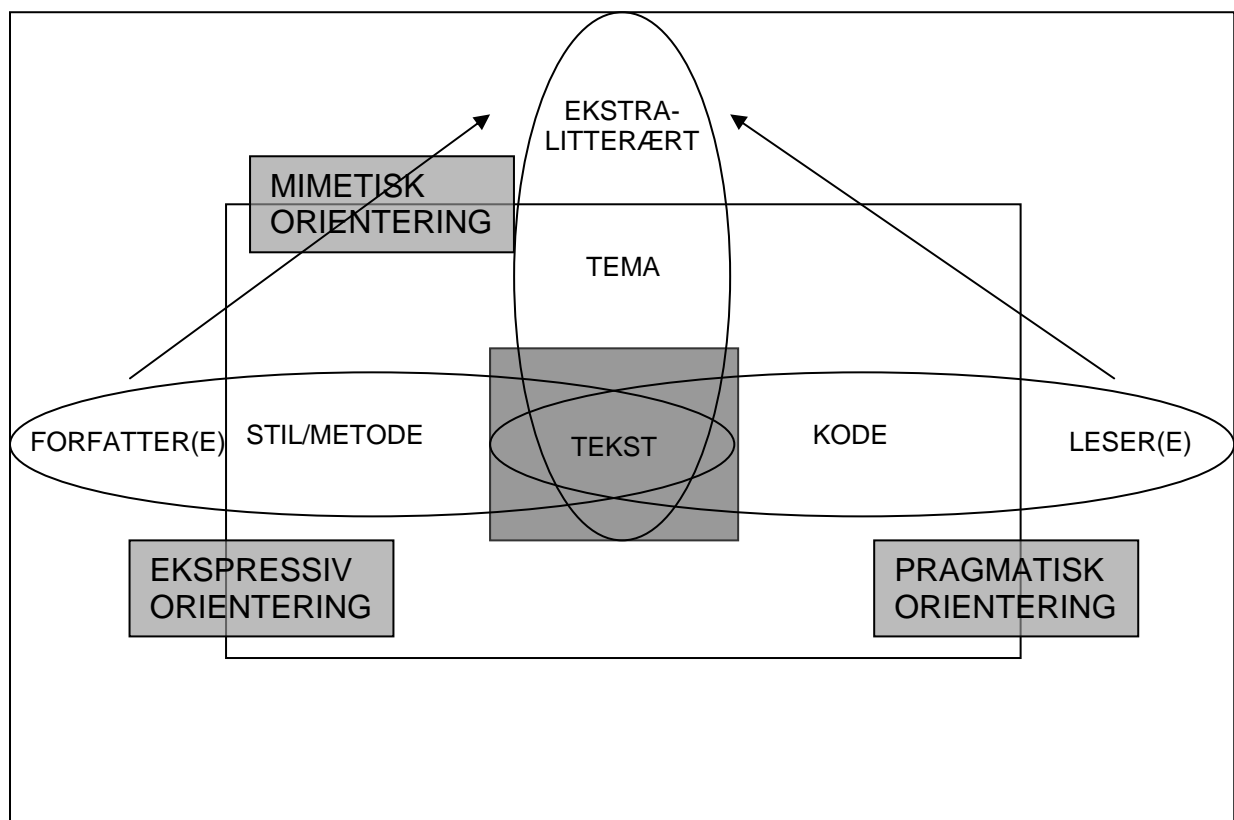 EKSTRA-
LITTERÆRT
MIMETISK
ORIENTERING
TEMA
FORFATTER(E)
STIL/METODE
TEKST
KODE
LESER(E)
EKSPRESSIV
ORIENTERING
PRAGMATISK
ORIENTERING